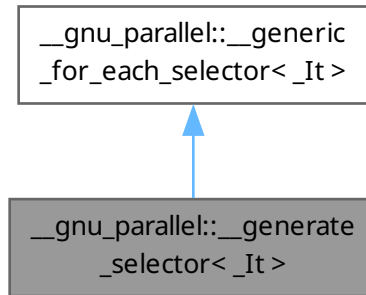 __gnu_parallel::__generic
_for_each_selector< _It >
__gnu_parallel::__generate
_selector< _It >